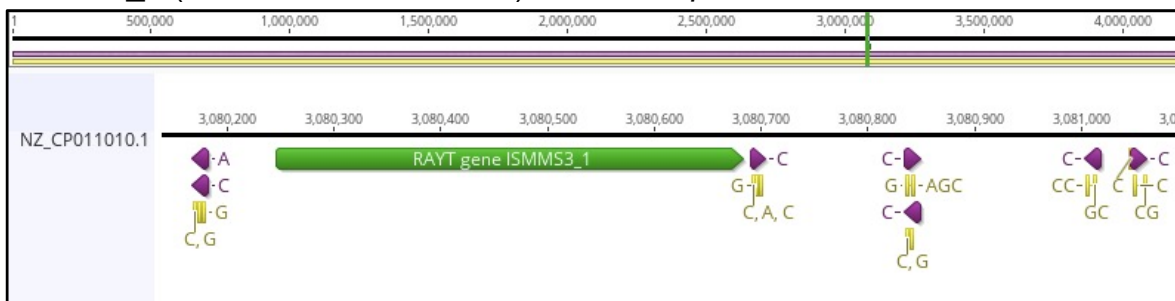 1 500,000 1,000,000 1,500,000 2,000,000 2,500,000 3,000,000 3,500,000 4,000,000
3,080,200 3,080,300 3,080,400 3,080,500 3,080,600 3,080,700 3,080,800 3,080,900 3,081,000
NZ_CP011010.1
RAYT gene ISMMS3_1
A C C C C
C G G AGC CC C C
G C, A, C C GC CG
C, G C, G